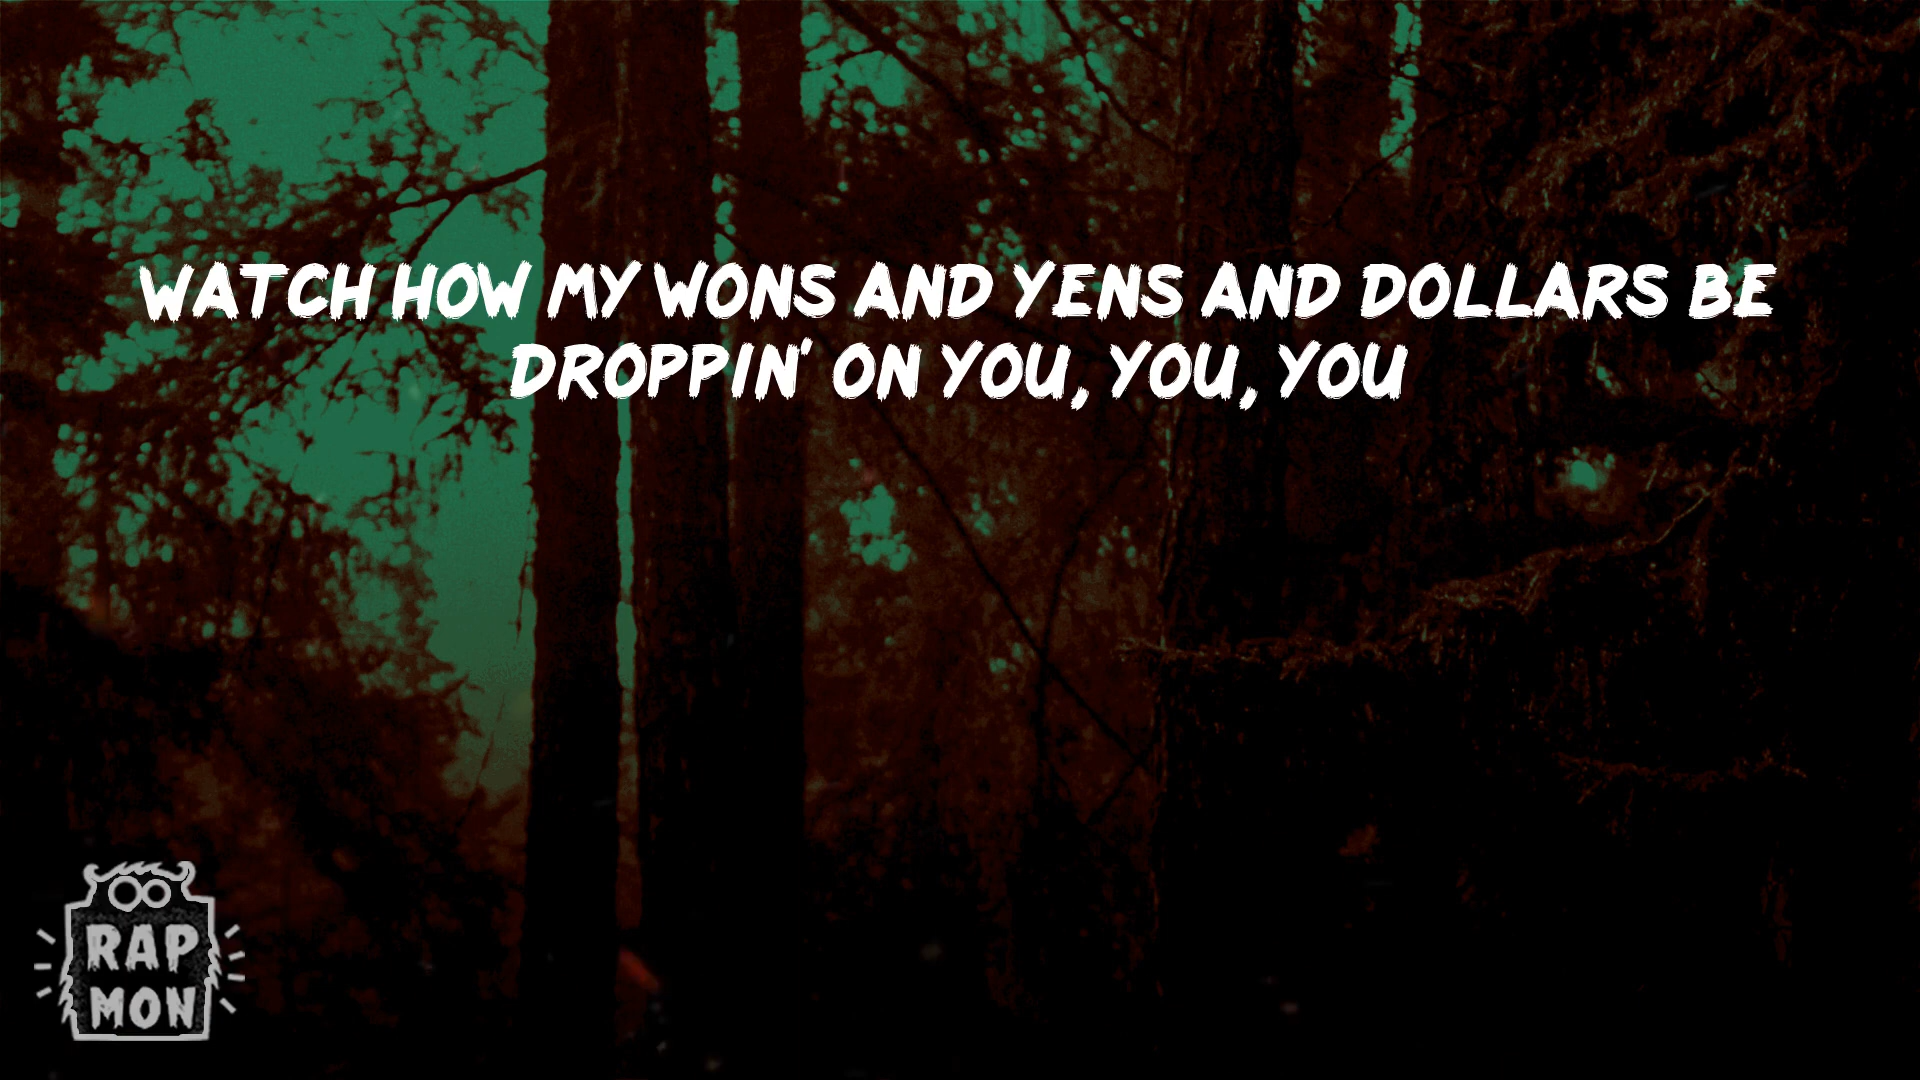 WATCH HOW MY WONS AND YENS AND DOLLARS BE
DROPPIN' ON YOU, YOU, YOU
RAP
MON